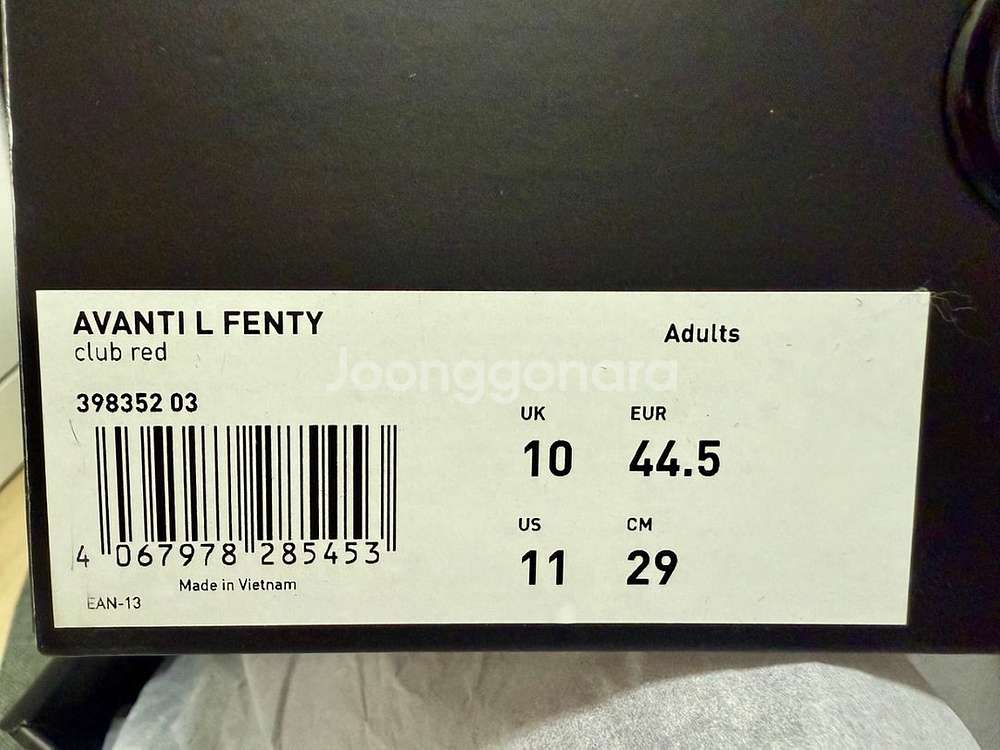 AVANTI L FENTY
club red
Adults
Joonggonara
398352 03
UK EUR
10 44.5
US CM
11 29
4 067978 285453
Made in Vietnam
EAN-13